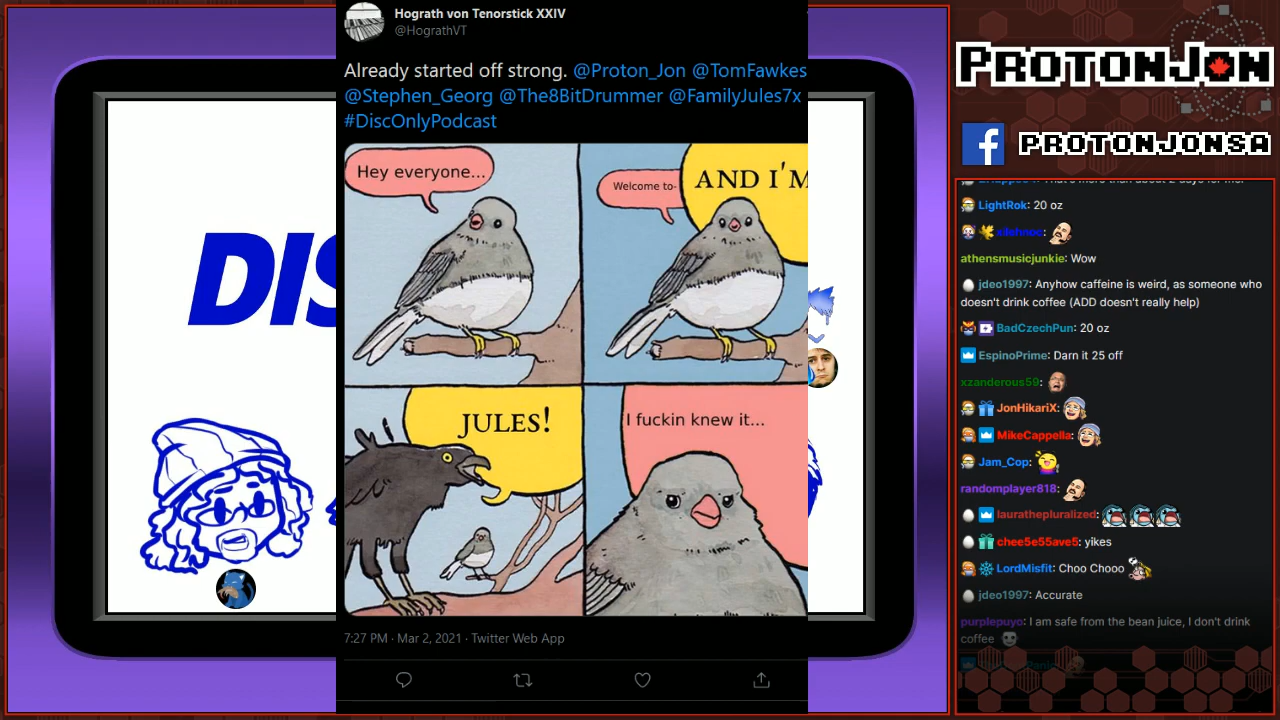 Hograth von Tenorstick XXIV
@HograthVT
Already started off strong. @Proton_Jon @TomFawkes
@Stephen_Georg @The8BitDrummer @FamilyJules7x
#DiscOnlyPodcast
Hey everyone...
Welcome to-
AND I'M
JULES!
I fuckin knew it...
7:27 PM · Mar 2, 2021 · Twitter Web App
DIS
PROTONJON
PROTONJONSA
LightRok: 20 oz
athensmusicjunkie: Wow
jdeo1997: Anyhow caffeine is weird, as someone who
doesn't drink coffee (ADD doesn't really help)
BadCzechPun: 20 oz
EspinoPrime: Darn it 25 off
xzanderous59:
JonHikariX:
MikeCappella:
Jam_Cop:
randomplayer818:
laurathepluralized:
chee5e55ave5: yikes
LordMisfit: Choo Chooo
jdeo1997: Accurate
purplepuyo: I am safe from the bean juice, I don't drink
coffee